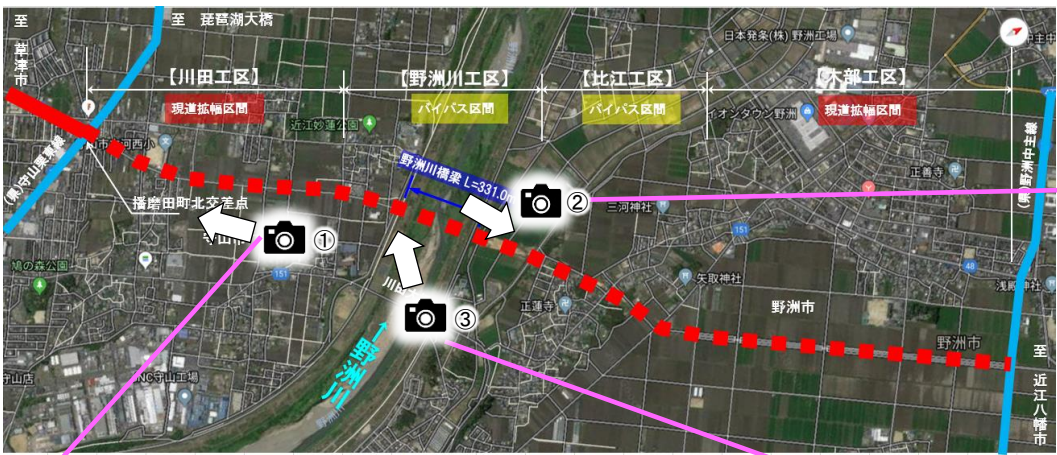 至 草津市
至 琵琶湖大橋
日本発条(株) 野洲工場
【川田工区】
【野洲川工区】
【比江工区】
【木部工区】
現道拡幅区間
バイパス区間
バイパス区間
現道拡幅区間
近江妙蓮公園
イオンタウン野洲
野洲川橋梁 L=331.0m
正善寺
(県)野洲中主線
播磨田町北交差点
①
②
三河神社
151
151
48
鳩の森公園
矢取神社
正蓮寺
野洲市
野洲市
③
←野洲川
守山店
至 近江八幡市